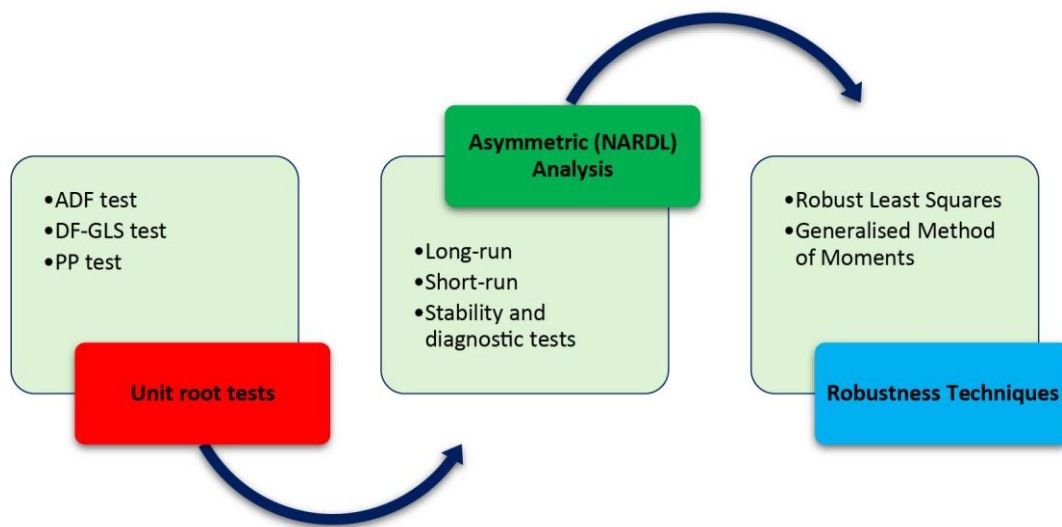 •ADF test
•DF-GLS test
•PP test
Unit root tests
Asymmetric (NARDL)
Analysis
•Long-run
•Short-run
•Stability and
diagnostic tests
•Robust Least Squares
•Generalised Method
of Moments
Robustness Techniques